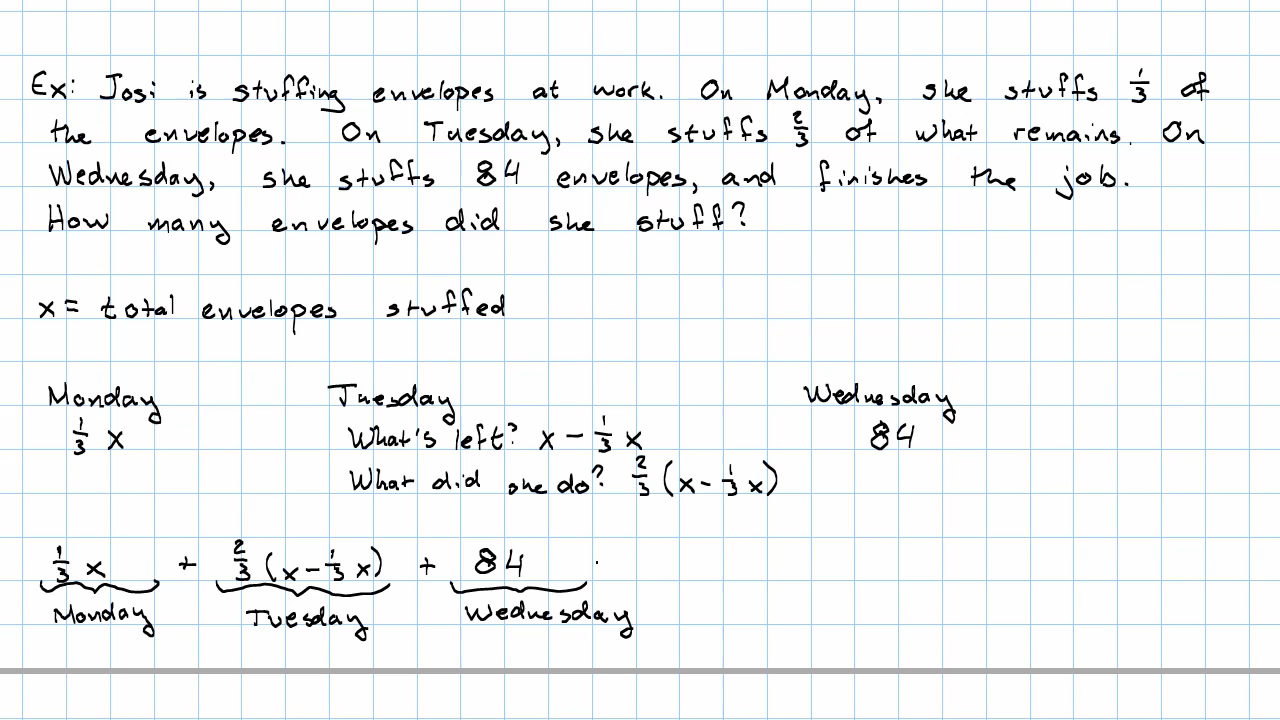 Ex: Josi is stuffing envelopes at work. On Monday, she stuffs 1/3 of
the envelopes. On Tuesday, she stuffs 2/3 of what remains. On
Wednesday, she stuffs 84 envelopes, and finishes the job.
How many envelopes did she stuff?
x = total envelopes stuffed
Monday Tuesday Wednesday
1/3 x What's left? x - 1/3 x 84
What did she do? 2/3 (x - 1/3 x)
1/3 x + 2/3 (x - 1/3 x) + 84
Monday Tuesday Wednesday